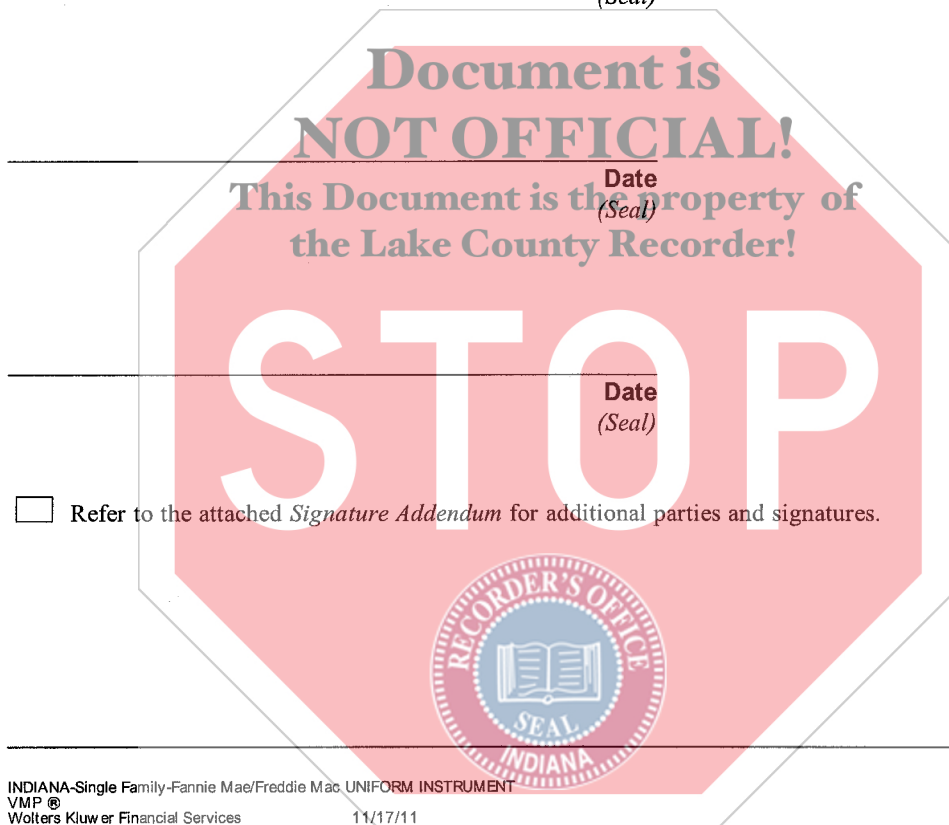 (Seal)
Document is
NOT OFFICIAL!
Date
This Document is the property of
(Seal)
the Lake County Recorder!
STOP
Date
(Seal)
Refer to the attached Signature Addendum for additional parties and signatures.
RECORDER'S OFFICE
SEAL
INDIANA
INDIANA-Single Family-Fannie Mae/Freddie Mac UNIFORM INSTRUMENT
VMP ®
Wolters Kluwer Financial Services 11/17/11